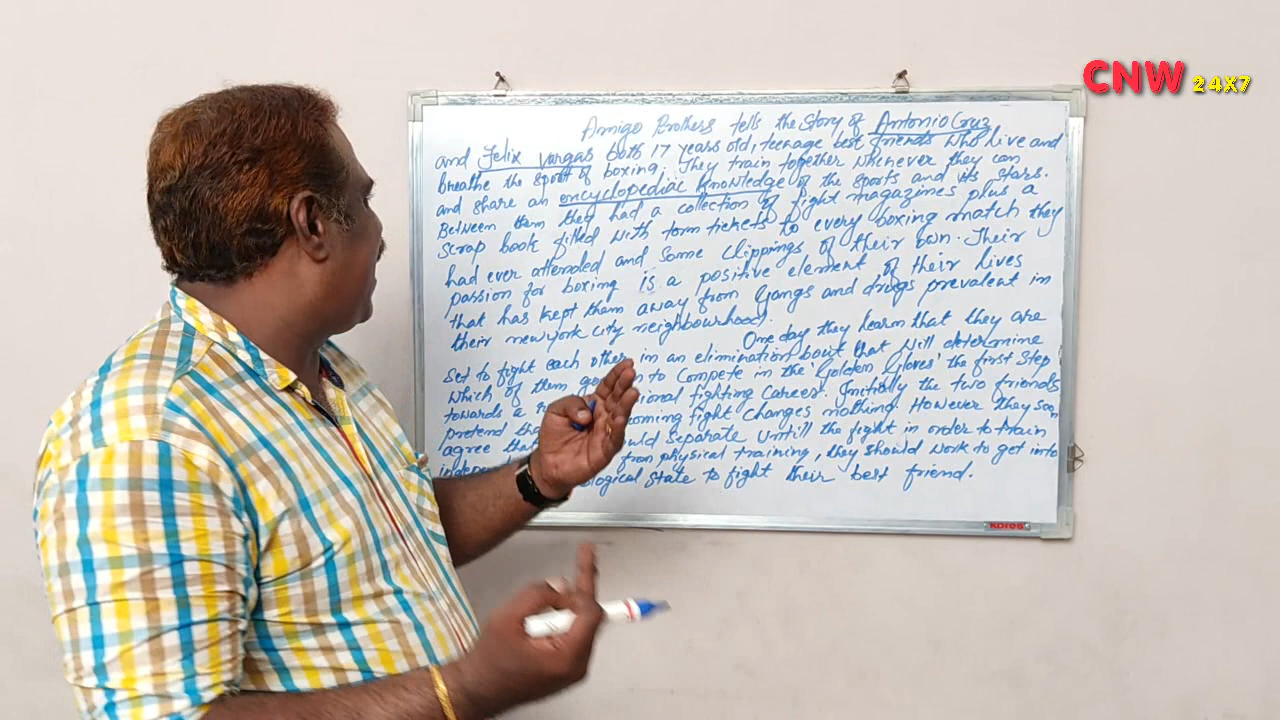 CNW 24X7
Amigo Brothers tells the story of Antonio Cruz
and Felix Vargas both 17 years old, teenage best friends who live and
breathe the sport of boxing. They train together whenever they can
and share an encyclopediac knowledge of the sports and its stars.
Between them they had a collection of fight magazines plus a
scrap book filled with torn tickets to every boxing match they
had ever attended and some clippings of their own. Their
passion for boxing is a positive element of their lives
that has kept them away from gangs and drugs prevalent in
their newyork city neighbourhood.
One day they learn that they are
set to fight each other in an elimination bout that will determine
which of them to compete in the 'Golden Gloves' the first step
towards a fighting career. Initially the two friends
pretend coming fight changes nothing. However they soon
agree that separate untill the fight in order to train
from physical training, they should work to get into
state to fight their best friend.
kores